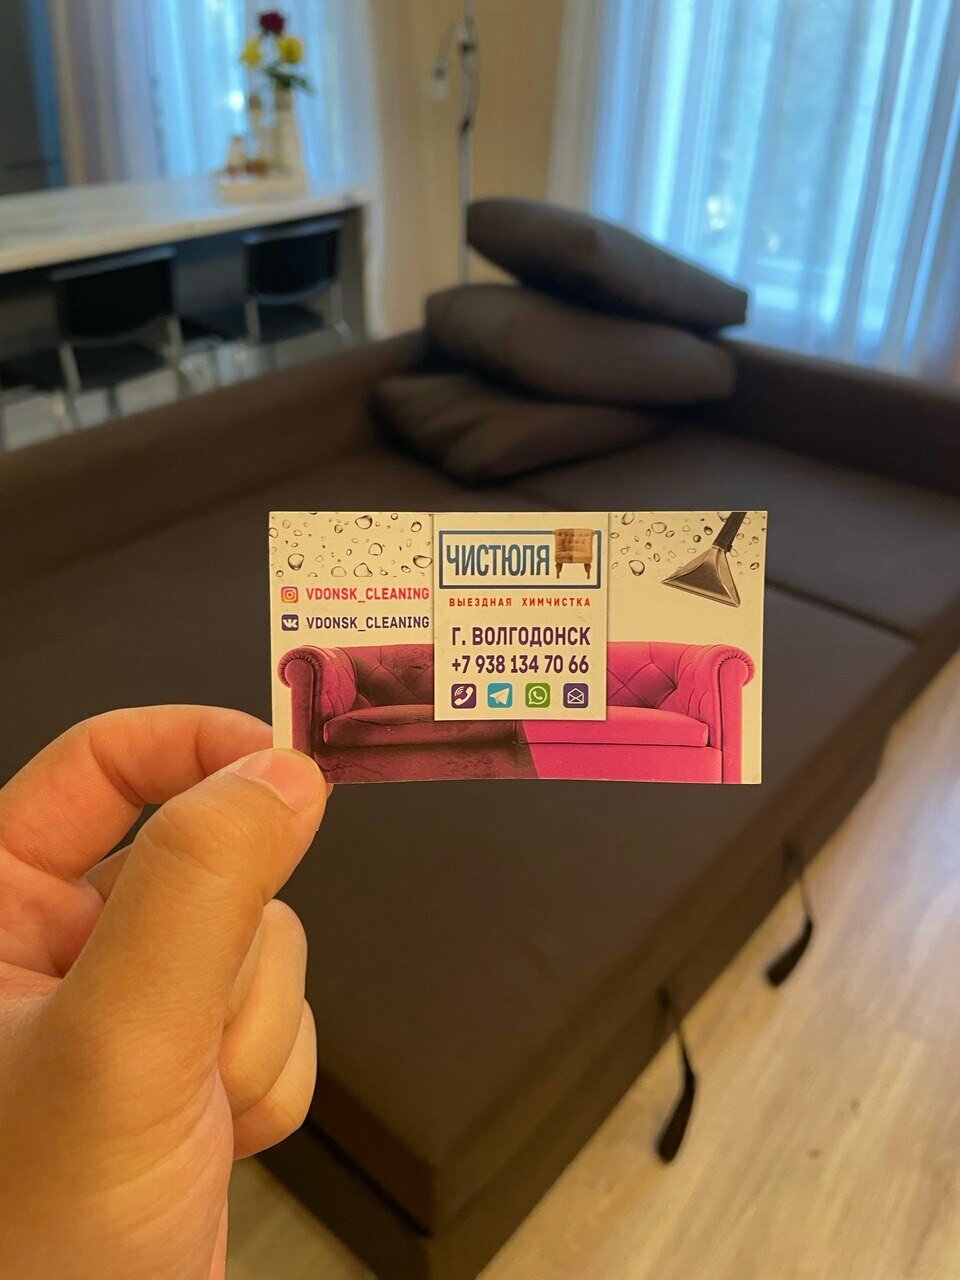 VDONSK_CLEANING
VDONSK_CLEANING
ЧИСТЮЛЯ
ВЫЕЗДНАЯ ХИМЧИСТКА
Г. ВОЛГОДОНСК
+7 938 134 70 66